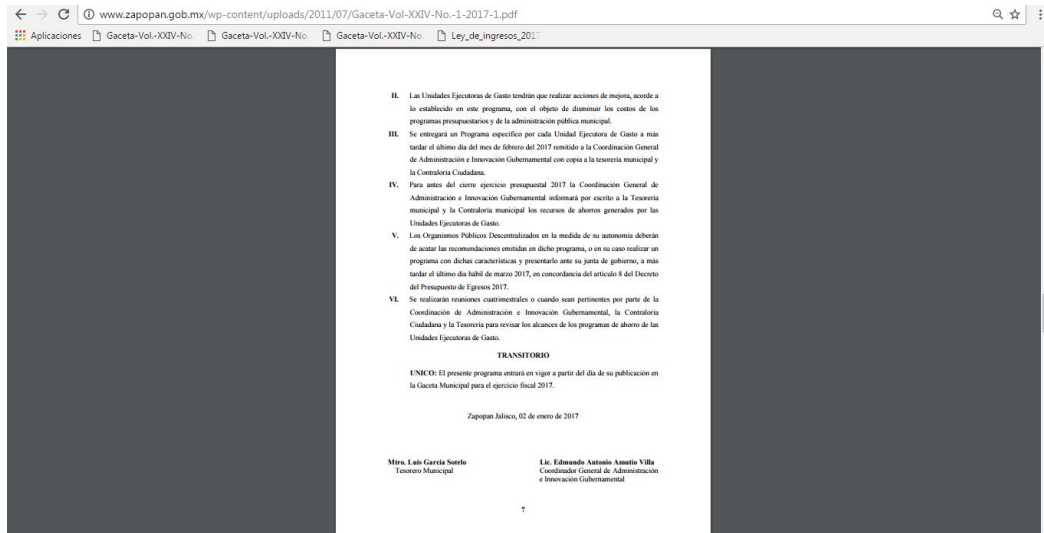 www.zapopan.gob.mx/wp-content/uploads/2011/07/Gaceta-Vol-XXIV-No.-1-2017-1.pdf
Aplicaciones Gaceta-Vol.-XXIV-No. Gaceta-Vol.-XXIV-No. Gaceta-Vol.-XXIV-No. Ley_de_ingresos_2017
II. Las Unidades Ejecutoras de Gasto tendrán que realizar acciones de mejora, acorde a
lo establecido en este programa, con el objeto de disminuir los costos de los
programas presupuestarios y de la administración pública municipal.
III. Se entregará un Programa específico por cada Unidad Ejecutora de Gasto a más
tardar el último día del mes de febrero del 2017 remitido a la Coordinación General
de Administración e Innovación Gubernamental con copia a la tesorería municipal y
la Contraloría Ciudadana.
IV. Para antes del cierre ejercicio presupuestal 2017 la Coordinación General de
Administración e Innovación Gubernamental informará por escrito a la Tesorería
municipal y la Contraloría municipal los recursos de ahorros generados por las
Unidades Ejecutoras de Gasto.
V. Los Organismos Públicos Descentralizados en la medida de su autonomía deberán
de acatar las recomendaciones emitidas en dicho programa, o en su caso realizar un
programa con dichas características y presentarlo ante su junta de gobierno, a más
tardar el último día hábil de marzo 2017, en concordancia del artículo 8 del Decreto
del Presupuesto de Egresos 2017.
VI. Se realizarán reuniones cuatrimestrales o cuando sean pertinentes por parte de la
Coordinación de Administración e Innovación Gubernamental, la Contraloría
Ciudadana y la Tesorería para revisar los alcances de los programas de ahorro de las
Unidades Ejecutoras de Gasto.
TRANSITORIO
UNICO: El presente programa entrará en vigor a partir del día de su publicación en
la Gaceta Municipal para el ejercicio fiscal 2017.
Zapopan Jalisco, 02 de enero de 2017
Mtro. Luis García Sotelo Lic. Edmundo Antonio Amutio Villa
Tesorero Municipal Coordinador General de Administración
e Innovación Gubernamental
7